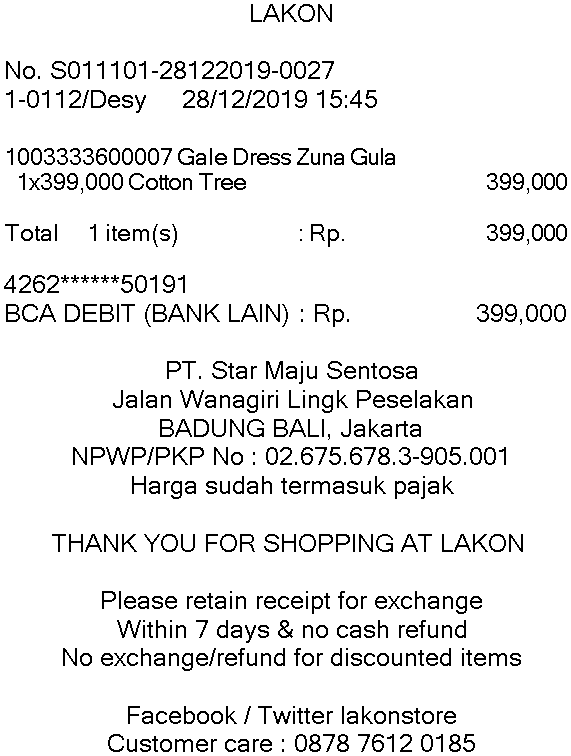 LAKON
No. S011101-28122019-0027
1-0112/Desy 28/12/2019 15:45
1003333600007 Gale Dress Zuna Gula
1x399,000 Cotton Tree 399,000
Total 1 item(s) : Rp. 399,000
4262******50191
BCA DEBIT (BANK LAIN) : Rp. 399,000
PT. Star Maju Sentosa
Jalan Wanagiri Lingk Peselakan
BADUNG BALI, Jakarta
NPWP/PKP No : 02.675.678.3-905.001
Harga sudah termasuk pajak
THANK YOU FOR SHOPPING AT LAKON
Please retain receipt for exchange
Within 7 days & no cash refund
No exchange/refund for discounted items
Facebook / Twitter lakonstore
Customer care : 0878 7612 0185